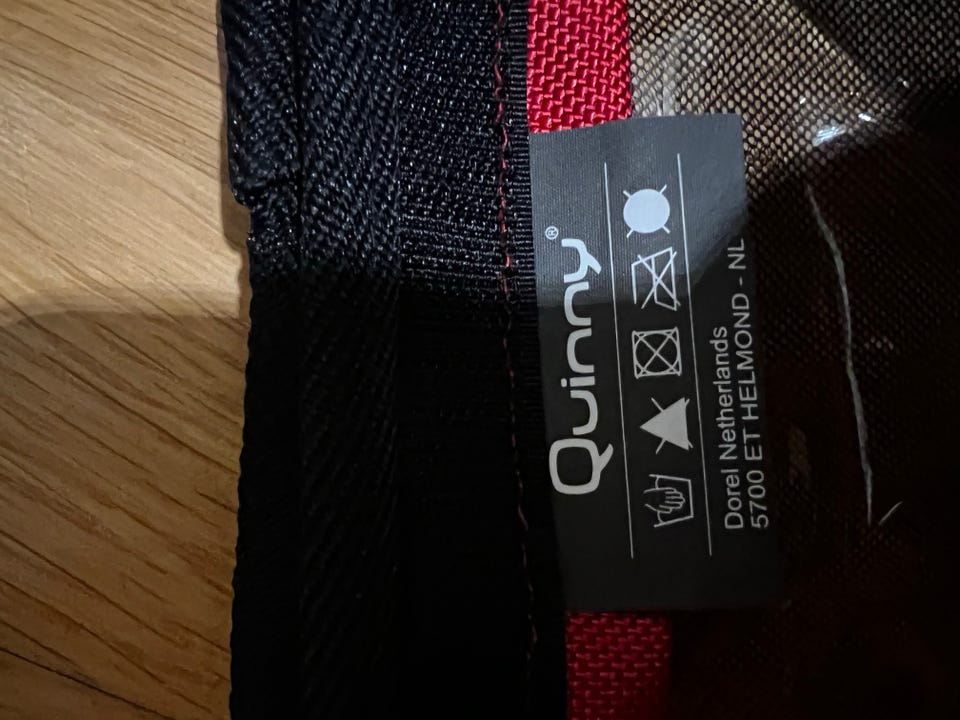 Quinny®
Dorel Netherlands
5700 ET HELMOND - NL